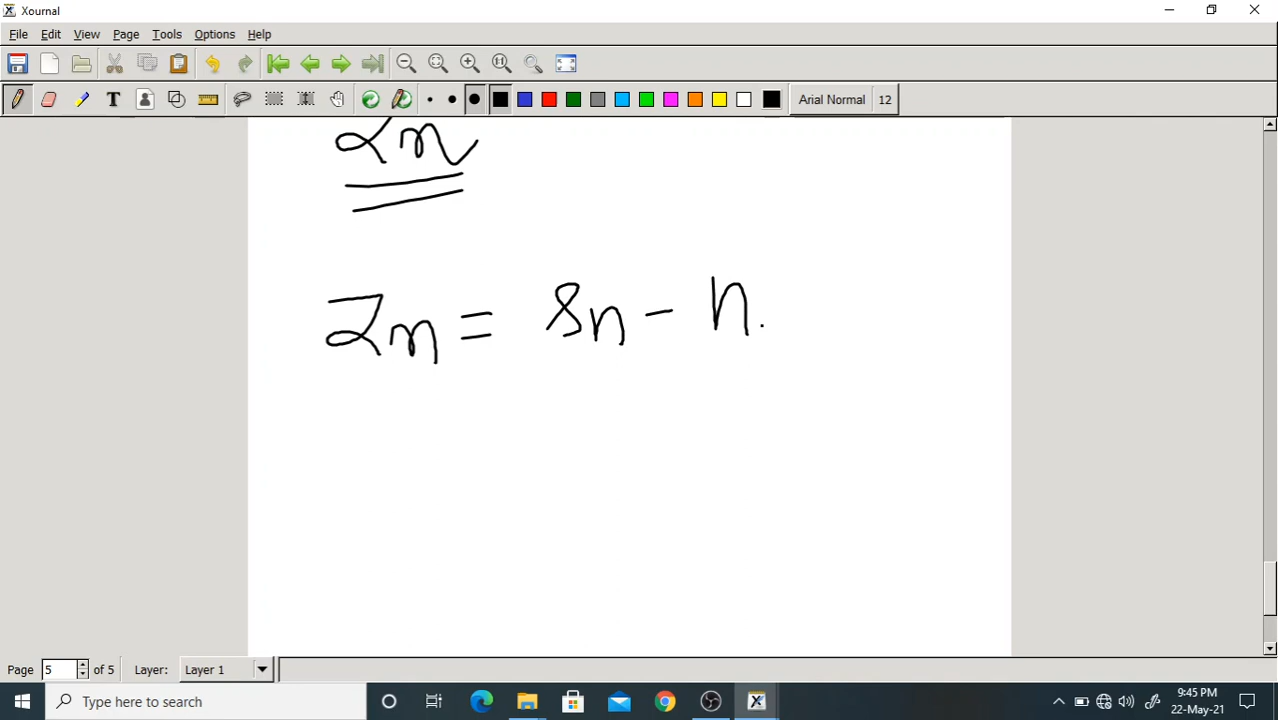 Xournal
File Edit View Page Tools Options Help
Arial Normal 12
2m
2m = 8n - n.
Page 5 of 5 Layer: Layer 1
Type here to search
9:45 PM
22-May-21